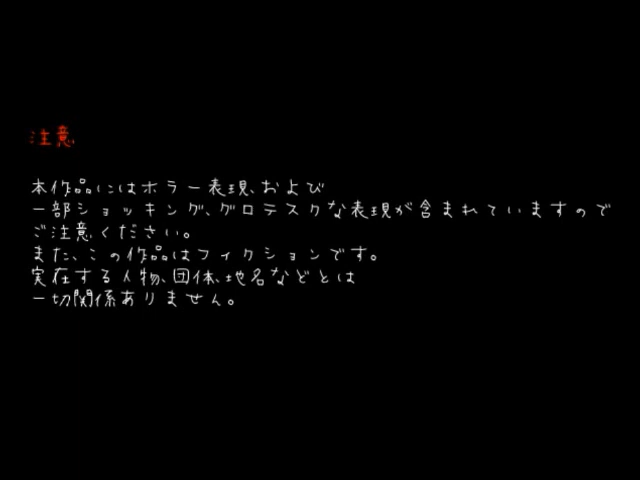 注意
本作品にはホラー表現、および
一部ショッキング、グロテスクな表現が含まれていますので
ご注意ください。
また、この作品はフィクションです。
実在する人物、団体、地名などとは
一切関係ありません。